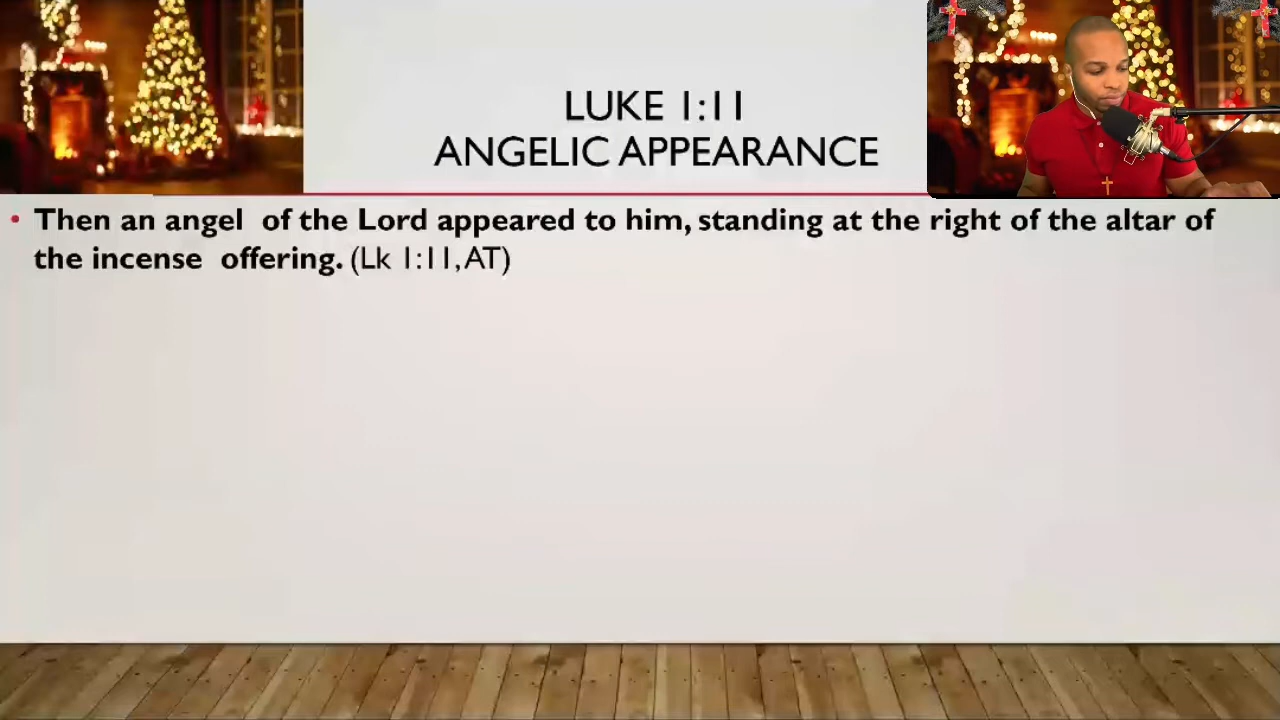 LUKE 1:11
ANGELIC APPEARANCE
• Then an angel of the Lord appeared to him, standing at the right of the altar of
the incense offering. (Lk 1:11, AT)